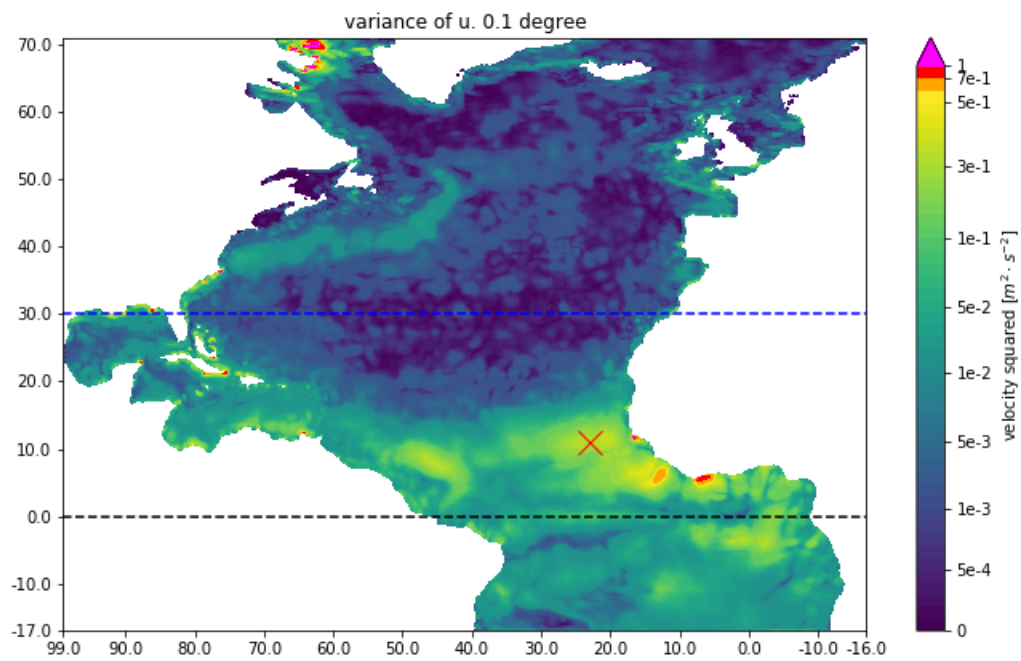 variance of u. 0.1 degree
70.0
60.0
50.0
40.0
30.0
20.0
10.0
0.0
-10.0
-17.0
99.0 90.0 80.0 70.0 60.0 50.0 40.0 30.0 20.0 10.0 0.0 -10.0 -16.0
1
7e-1
5e-1
3e-1
1e-1
5e-2
1e-2
5e-3
1e-3
5e-4
0
velocity squared [m² · s⁻²]